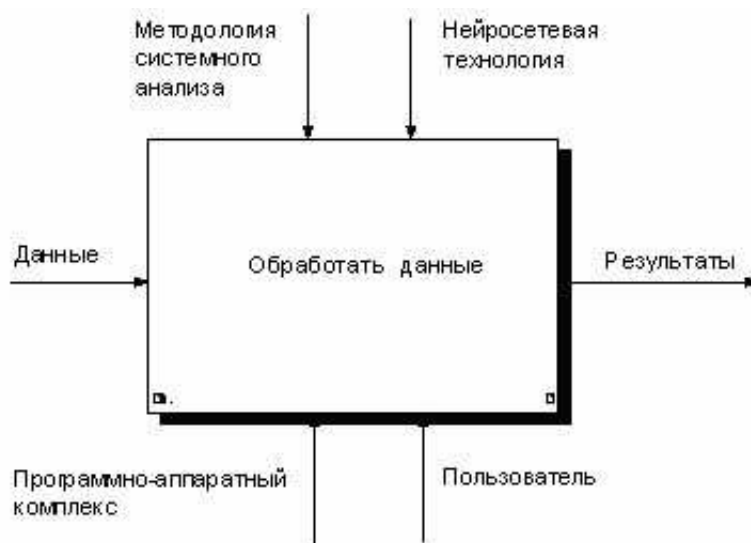 Методология
системного
анализа
Нейросетевая
технология
Данные
Обработать данные
Результаты
Программно-аппаратный
комплекс
Пользователь